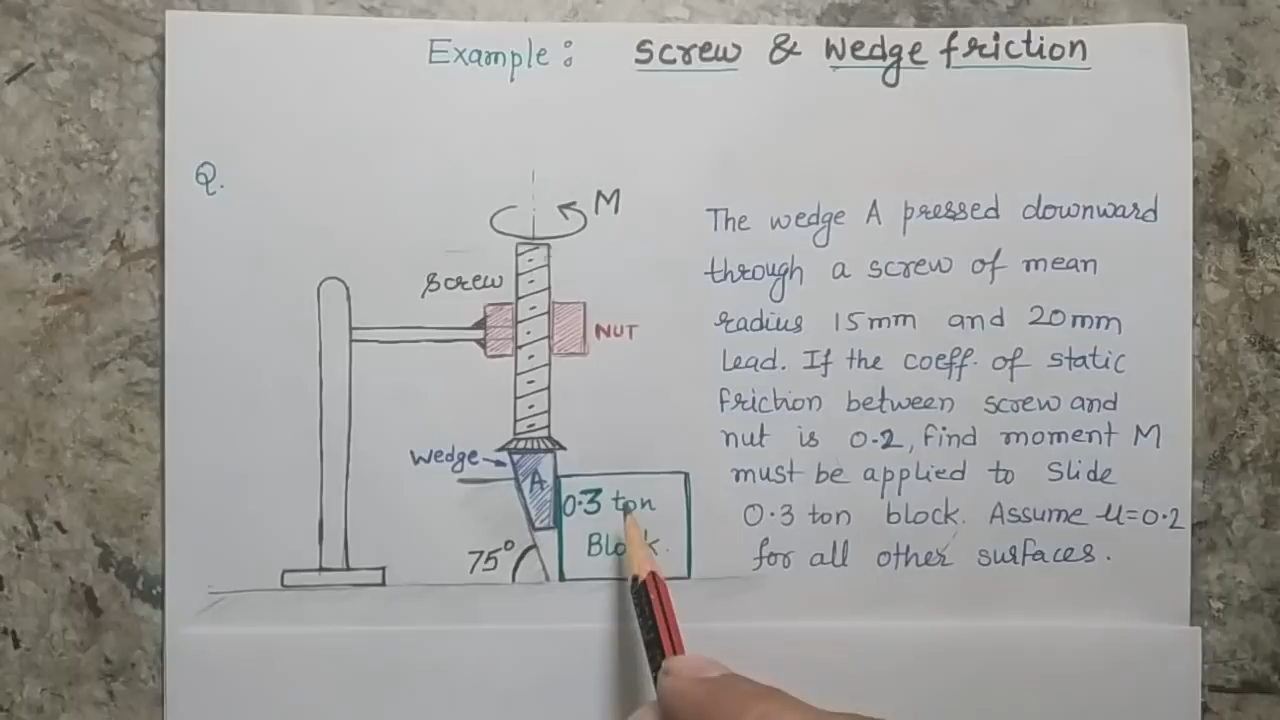 Example: Screw & Wedge friction
Q.
M
Screw
NUT
Wedge
A
0.3 ton
Block
75°
The wedge A pressed downward
through a screw of mean
radius 15mm and 20mm
lead. If the coeff. of static
friction between screw and
nut is 0.2, find moment M
must be applied to slide
0.3 ton block. Assume μ=0.2
for all other surfaces.